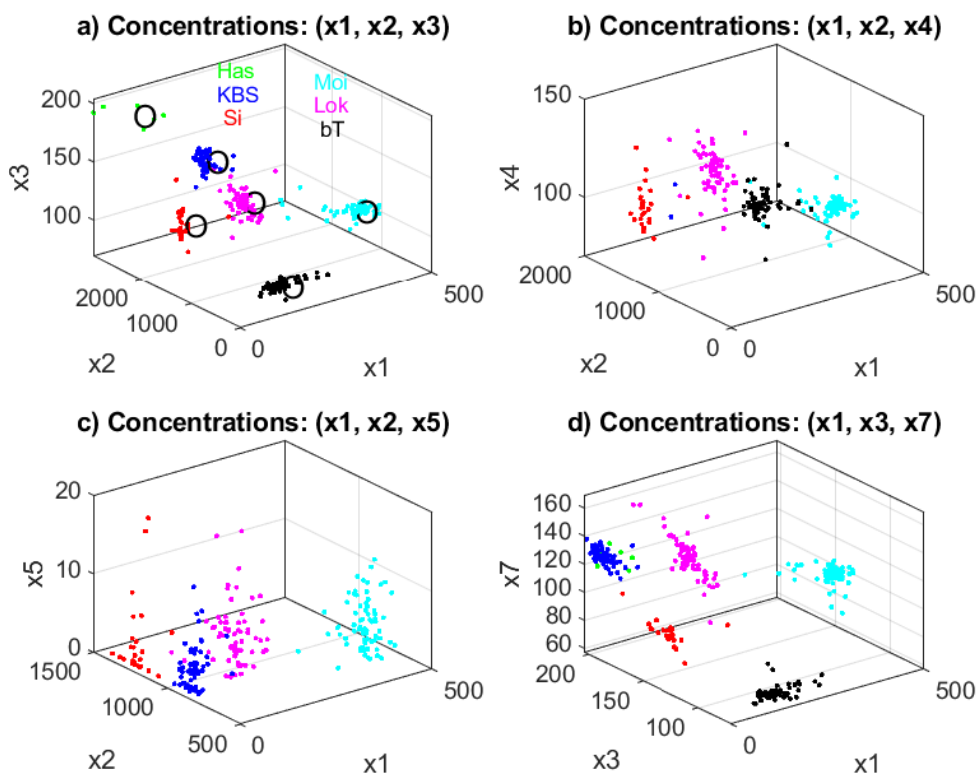 a) Concentrations: (x1, x2, x3)
Has
KBS
Si
Moi
Lok
bT
200
150
100
x3
2000
1000
0
x2
0
500
x1
b) Concentrations: (x1, x2, x4)
150
100
x4
2000
1000
0
x2
0
500
x1
c) Concentrations: (x1, x2, x5)
20
10
0
x5
1500
1000
500
x2
0
500
x1
d) Concentrations: (x1, x3, x7)
160
140
120
100
80
60
x7
200
150
100
x3
0
500
x1